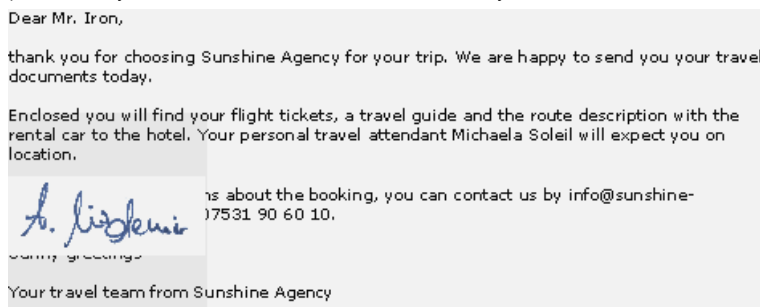 Dear Mr. Iron,
thank you for choosing Sunshine Agency for your trip. We are happy to send you your travel
documents today.
Enclosed you will find your flight tickets, a travel guide and the route description with the
rental car to the hotel. Your personal travel attendant Michaela Soleil will expect you on
location.
about the booking, you can contact us by info@sunshine-
07531 90 60 10.
Sunny greetings
Your travel team from Sunshine Agency